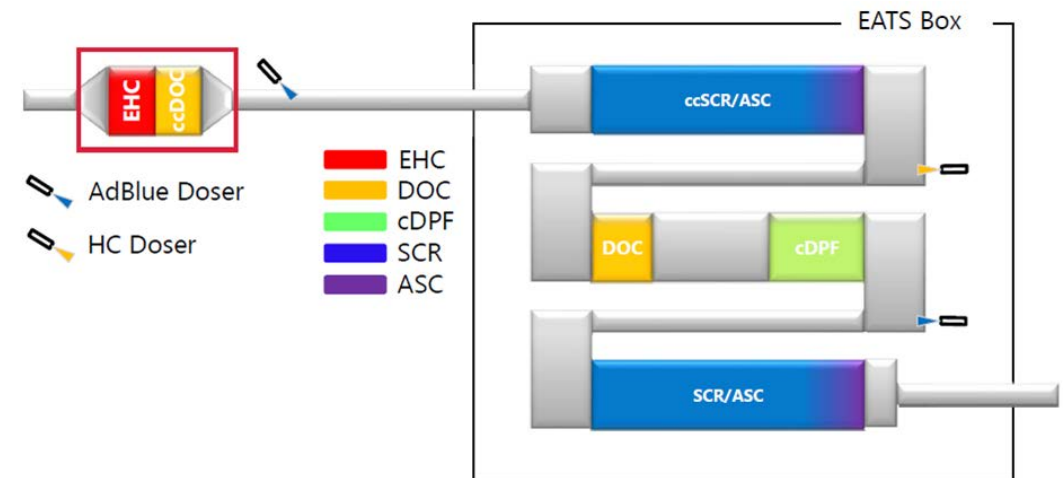 EATS Box
EHC
ccDOC
ccSCR/ASC
AdBlue Doser
HC Doser
EHC
DOC
cDPF
SCR
ASC
DOC
cDPF
SCR/ASC